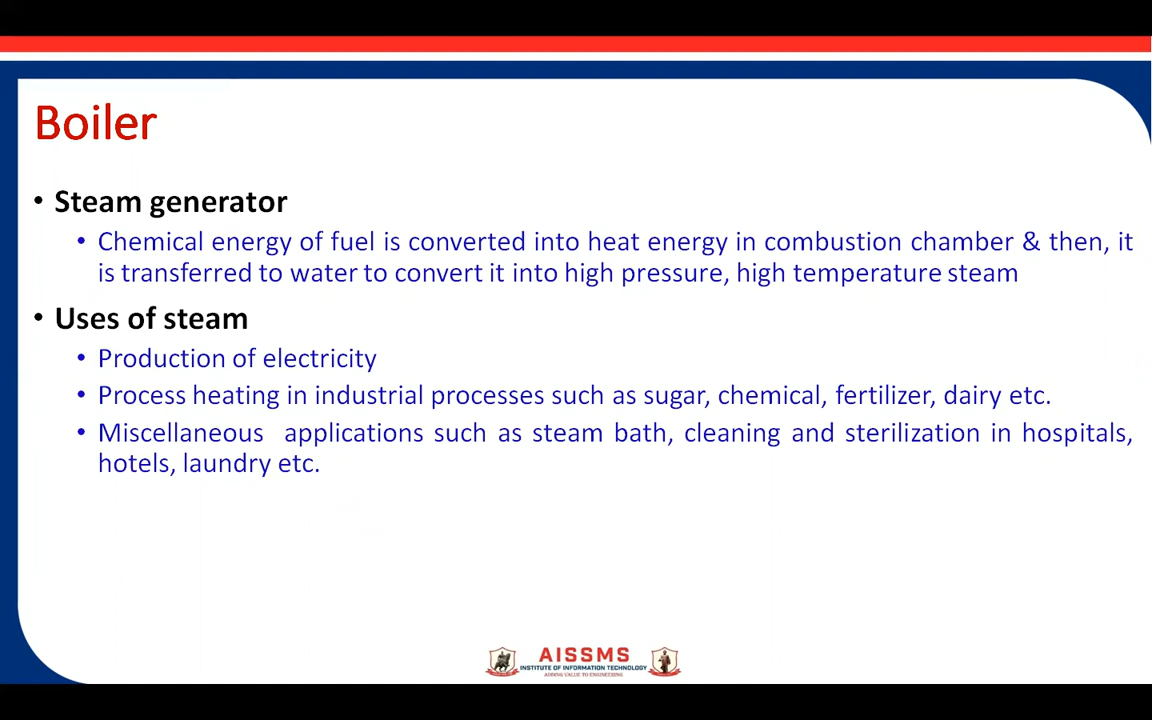 Boiler
• Steam generator
• Chemical energy of fuel is converted into heat energy in combustion chamber & then, it
is transferred to water to convert it into high pressure, high temperature steam
• Uses of steam
• Production of electricity
• Process heating in industrial processes such as sugar, chemical, fertilizer, dairy etc.
• Miscellaneous applications such as steam bath, cleaning and sterilization in hospitals,
hotels, laundry etc.
AISSMS
INSTITUTE OF INFORMATION TECHNOLOGY
ADDING VALUE TO ENGINEERING